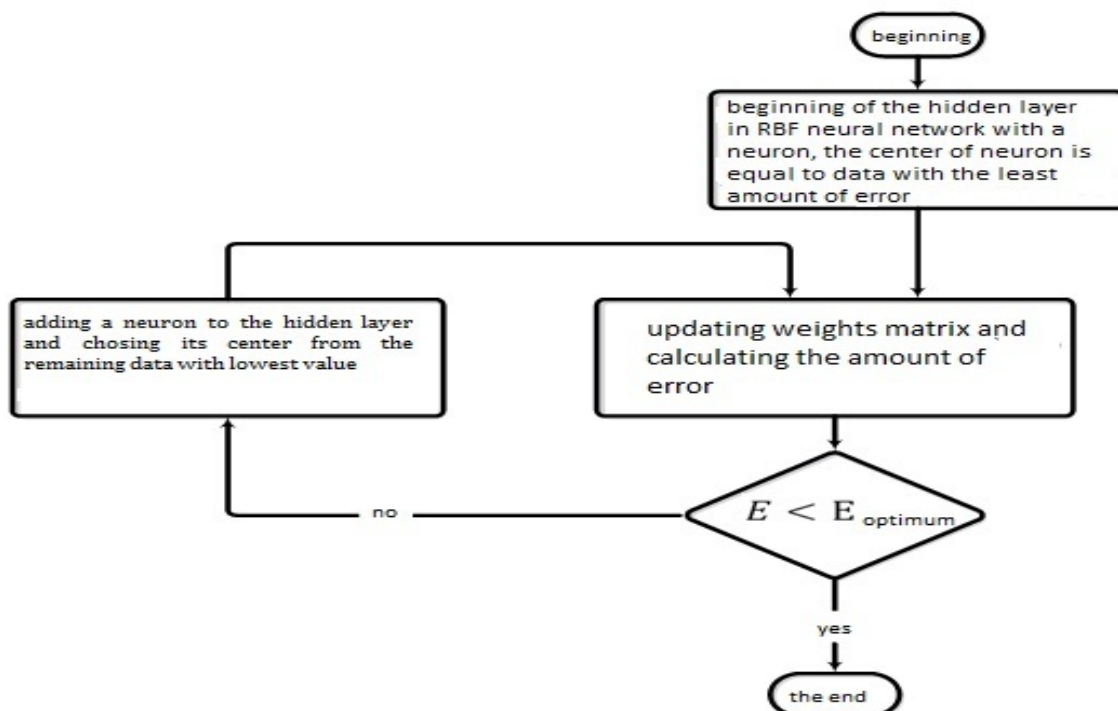 beginning
beginning of the hidden layer
in RBF neural network with a
neuron, the center of neuron is
equal to data with the least
amount of error
adding a neuron to the hidden layer
and chosing its center from the
remaining data with lowest value
updating weights matrix and
calculating the amount of
error
E < E optimum
no
yes
the end